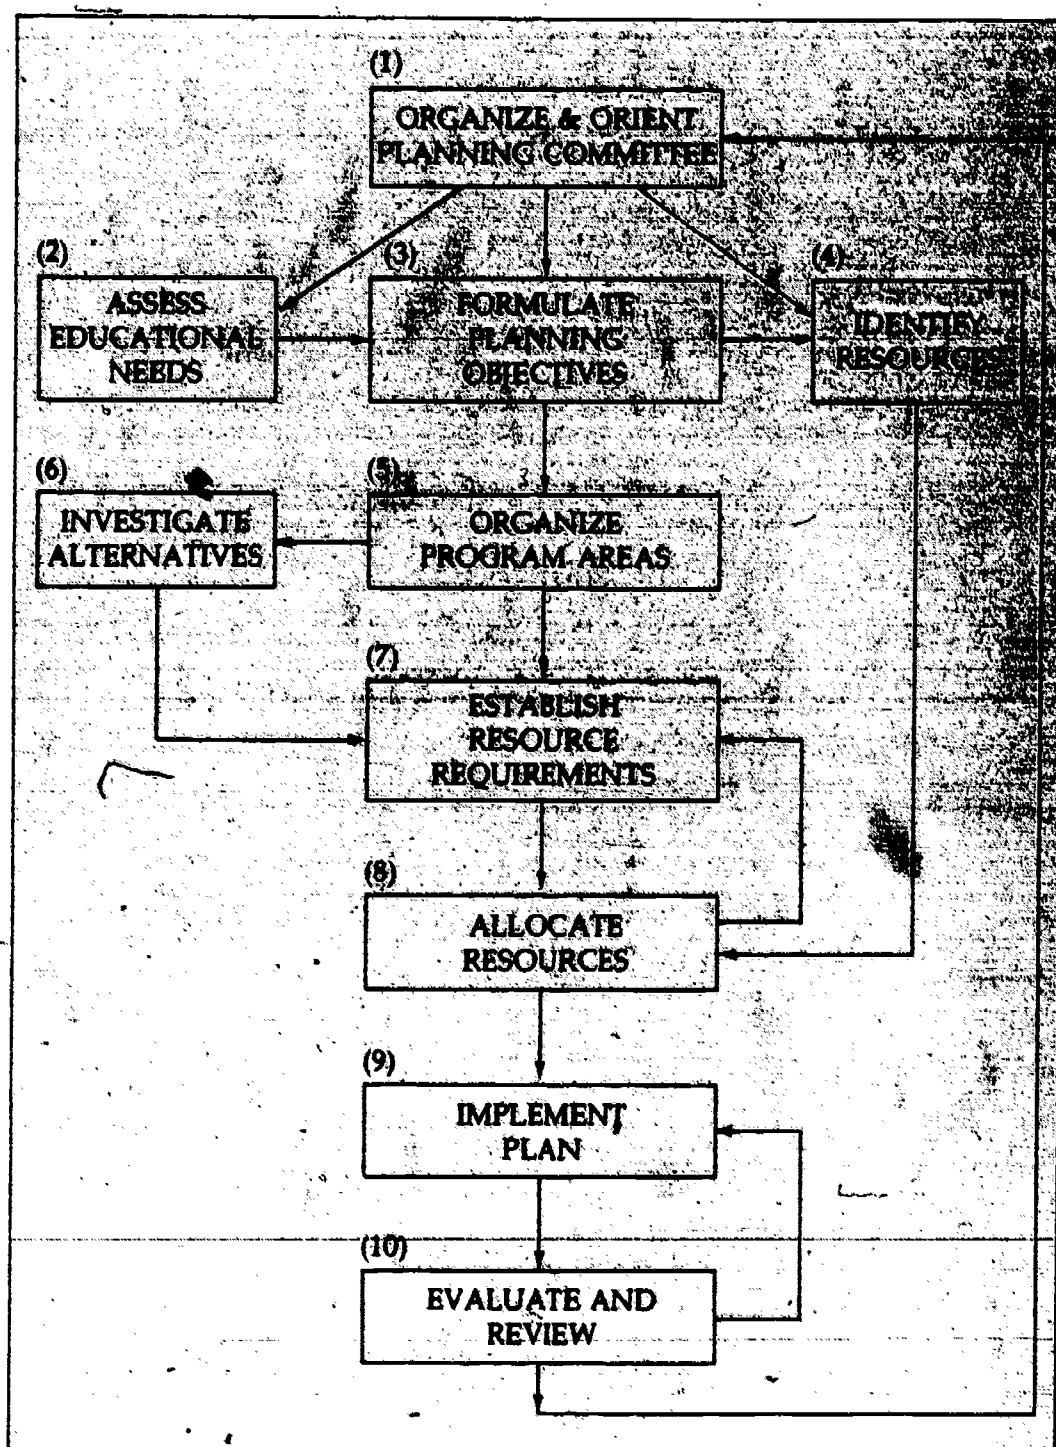 (1)
ORGANIZE & ORIENT
PLANNING COMMITTEE
(2)
ASSESS
EDUCATIONAL
NEEDS
(3)
FORMULATE
PLANNING
OBJECTIVES
(4)
IDENTIFY
RESOURCES
(6)
INVESTIGATE
ALTERNATIVES
(5)
ORGANIZE
PROGRAM AREAS
(7)
ESTABLISH
RESOURCE
REQUIREMENTS
(8)
ALLOCATE
RESOURCES
(9)
IMPLEMENT
PLAN
(10)
EVALUATE AND
REVIEW